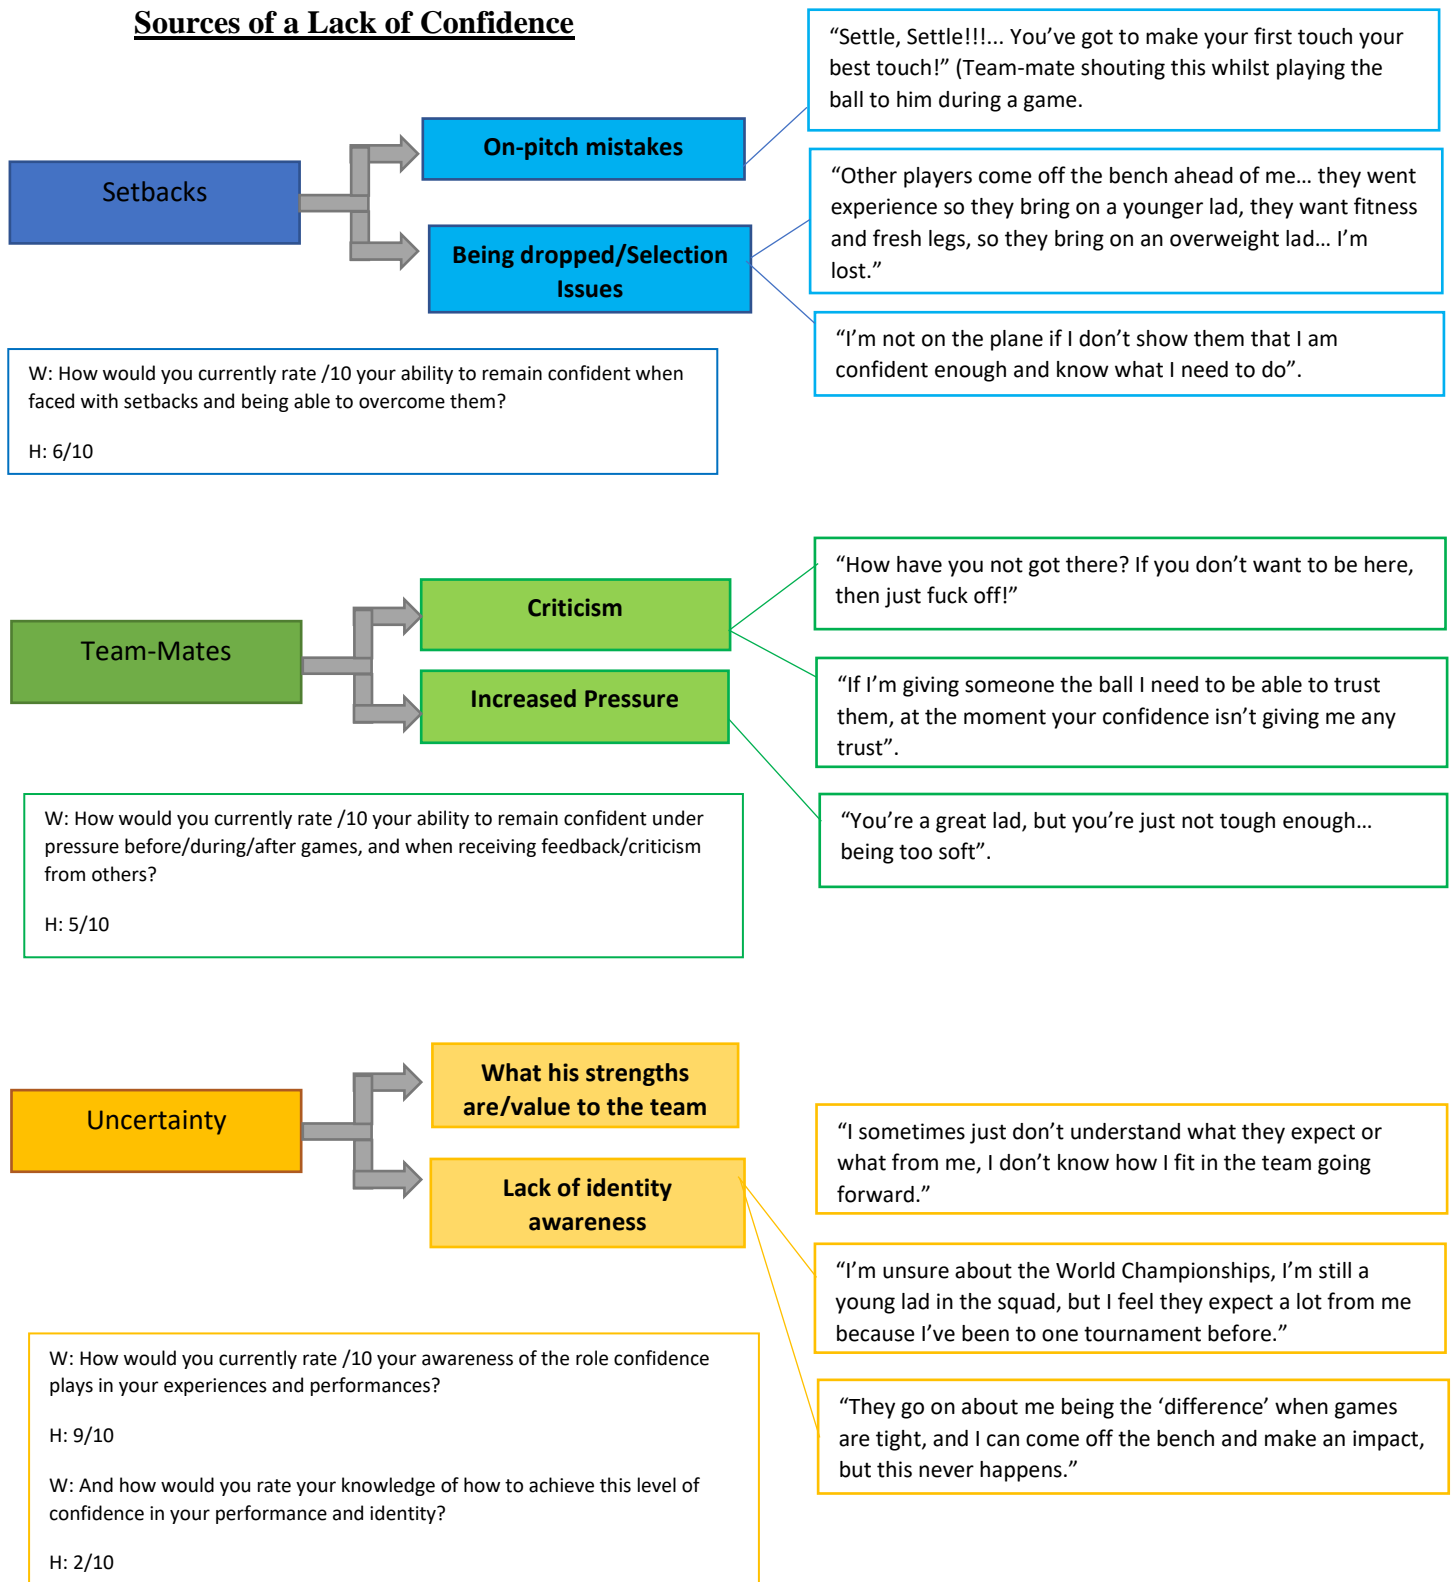 Sources of a Lack of Confidence
Setbacks
On-pitch mistakes
Being dropped/Selection
Issues
“Settle, Settle!!!... You’ve got to make your first touch your
best touch!” (Team-mate shouting this whilst playing the
ball to him during a game.
“Other players come off the bench ahead of me... they went
experience so they bring on a younger lad, they want fitness
and fresh legs, so they bring on an overweight lad... I’m
lost.”
“I’m not on the plane if I don’t show them that I am
confident enough and know what I need to do”.
W: How would you currently rate /10 your ability to remain confident when
faced with setbacks and being able to overcome them?
H: 6/10
Team-Mates
Criticism
Increased Pressure
“How have you not got there? If you don’t want to be here,
then just fuck off!”
“If I’m giving someone the ball I need to be able to trust
them, at the moment your confidence isn’t giving me any
trust”.
“You’re a great lad, but you’re just not tough enough...
being too soft”.
W: How would you currently rate /10 your ability to remain confident under
pressure before/during/after games, and when receiving feedback/criticism
from others?
H: 5/10
Uncertainty
What his strengths
are/value to the team
Lack of identity
awareness
“I sometimes just don’t understand what they expect or
what from me, I don’t know how I fit in the team going
forward.”
“I’m unsure about the World Championships, I’m still a
young lad in the squad, but I feel they expect a lot from me
because I’ve been to one tournament before.”
“They go on about me being the ‘difference’ when games
are tight, and I can come off the bench and make an impact,
but this never happens.”
W: How would you currently rate /10 your awareness of the role confidence
plays in your experiences and performances?
H: 9/10
W: And how would you rate your knowledge of how to achieve this level of
confidence in your performance and identity?
H: 2/10